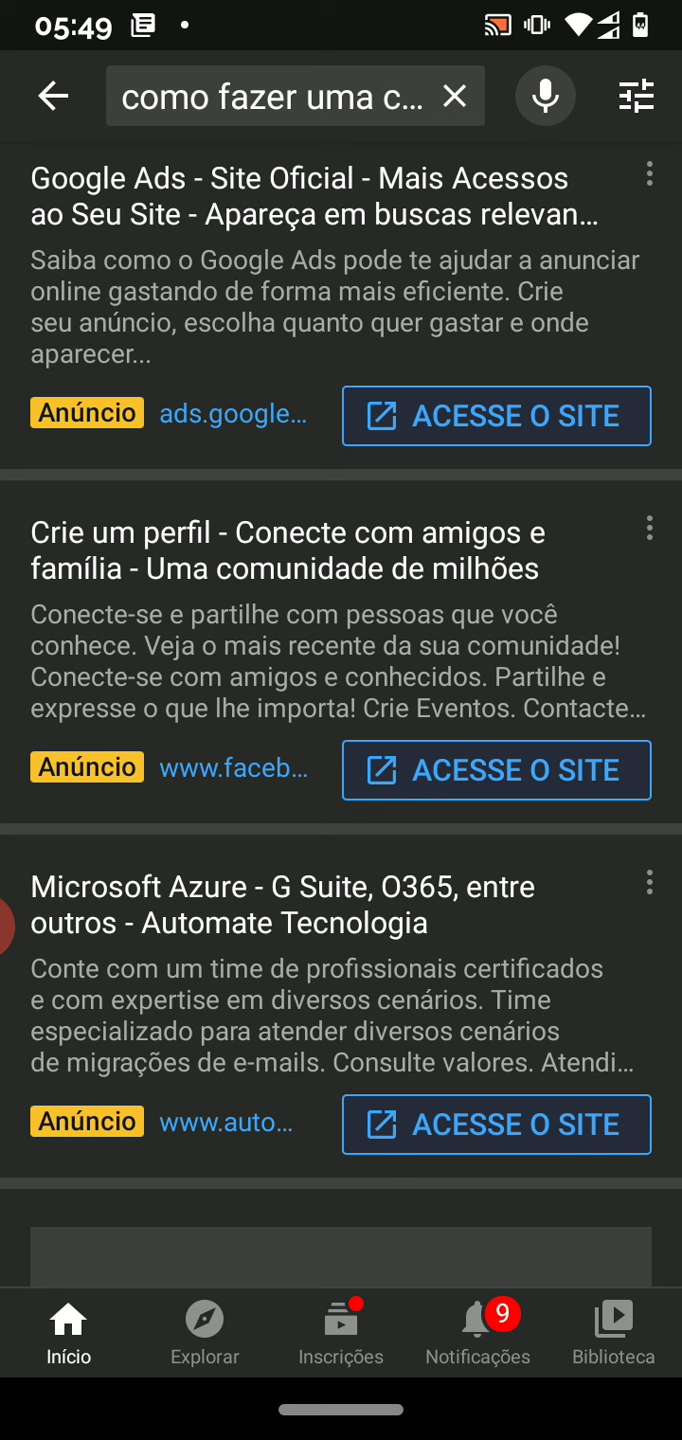 05:49
como fazer uma c...
Google Ads - Site Oficial - Mais Acessos
ao Seu Site - Apareça em buscas relevan...
Saiba como o Google Ads pode te ajudar a anunciar
online gastando de forma mais eficiente. Crie
seu anúncio, escolha quanto quer gastar e onde
aparecer...
Anúncio ads.google... ACESSE O SITE
Crie um perfil - Conecte com amigos e
família - Uma comunidade de milhões
Conecte-se e partilhe com pessoas que você
conhece. Veja o mais recente da sua comunidade!
Conecte-se com amigos e conhecidos. Partilhe e
expresse o que lhe importa! Crie Eventos. Contacte...
Anúncio www.faceb... ACESSE O SITE
Microsoft Azure - G Suite, O365, entre
outros - Automate Tecnologia
Conte com um time de profissionais certificados
e com expertise em diversos cenários. Time
especializado para atender diversos cenários
de migrações de e-mails. Consulte valores. Atendi...
Anúncio www.auto... ACESSE O SITE
9
Início Explorar Inscrições Notificações Biblioteca